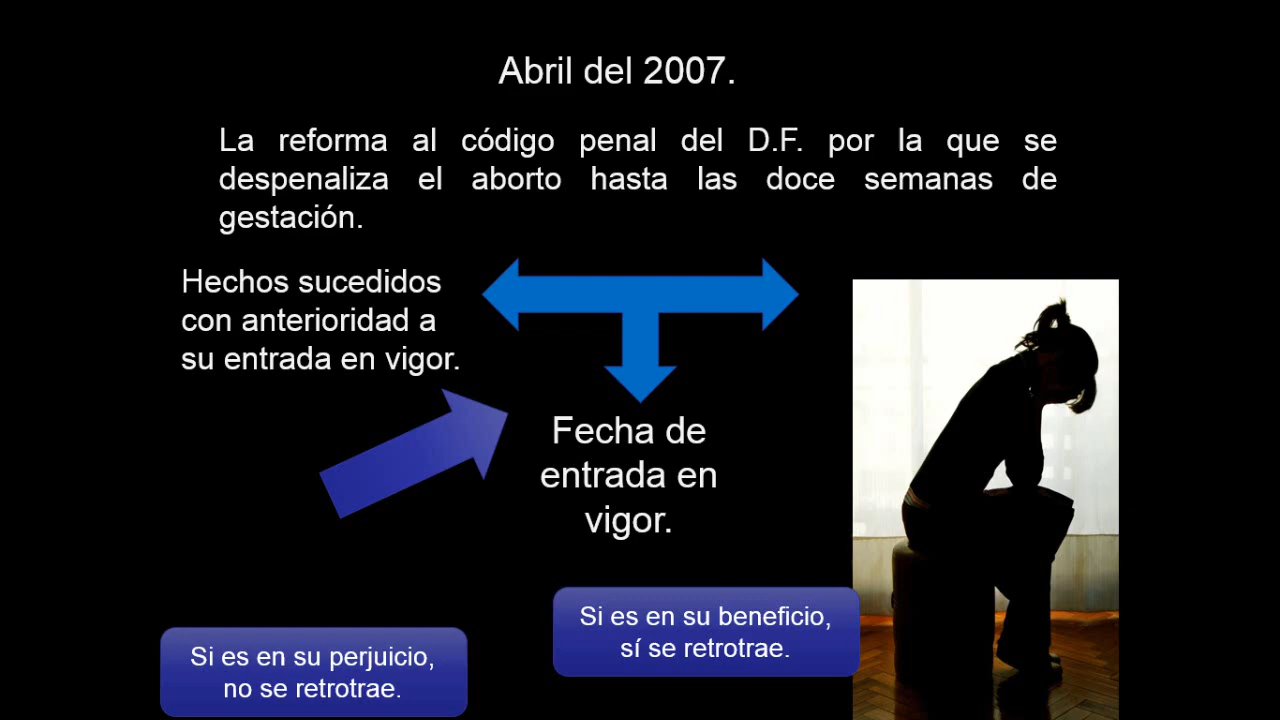 Abril del 2007.
La reforma al código penal del D.F. por la que se
despenaliza el aborto hasta las doce semanas de
gestación.
Hechos sucedidos
con anterioridad a
su entrada en vigor.
Fecha de
entrada en
vigor.
Si es en su beneficio,
sí se retrotrae.
Si es en su perjuicio,
no se retrotrae.